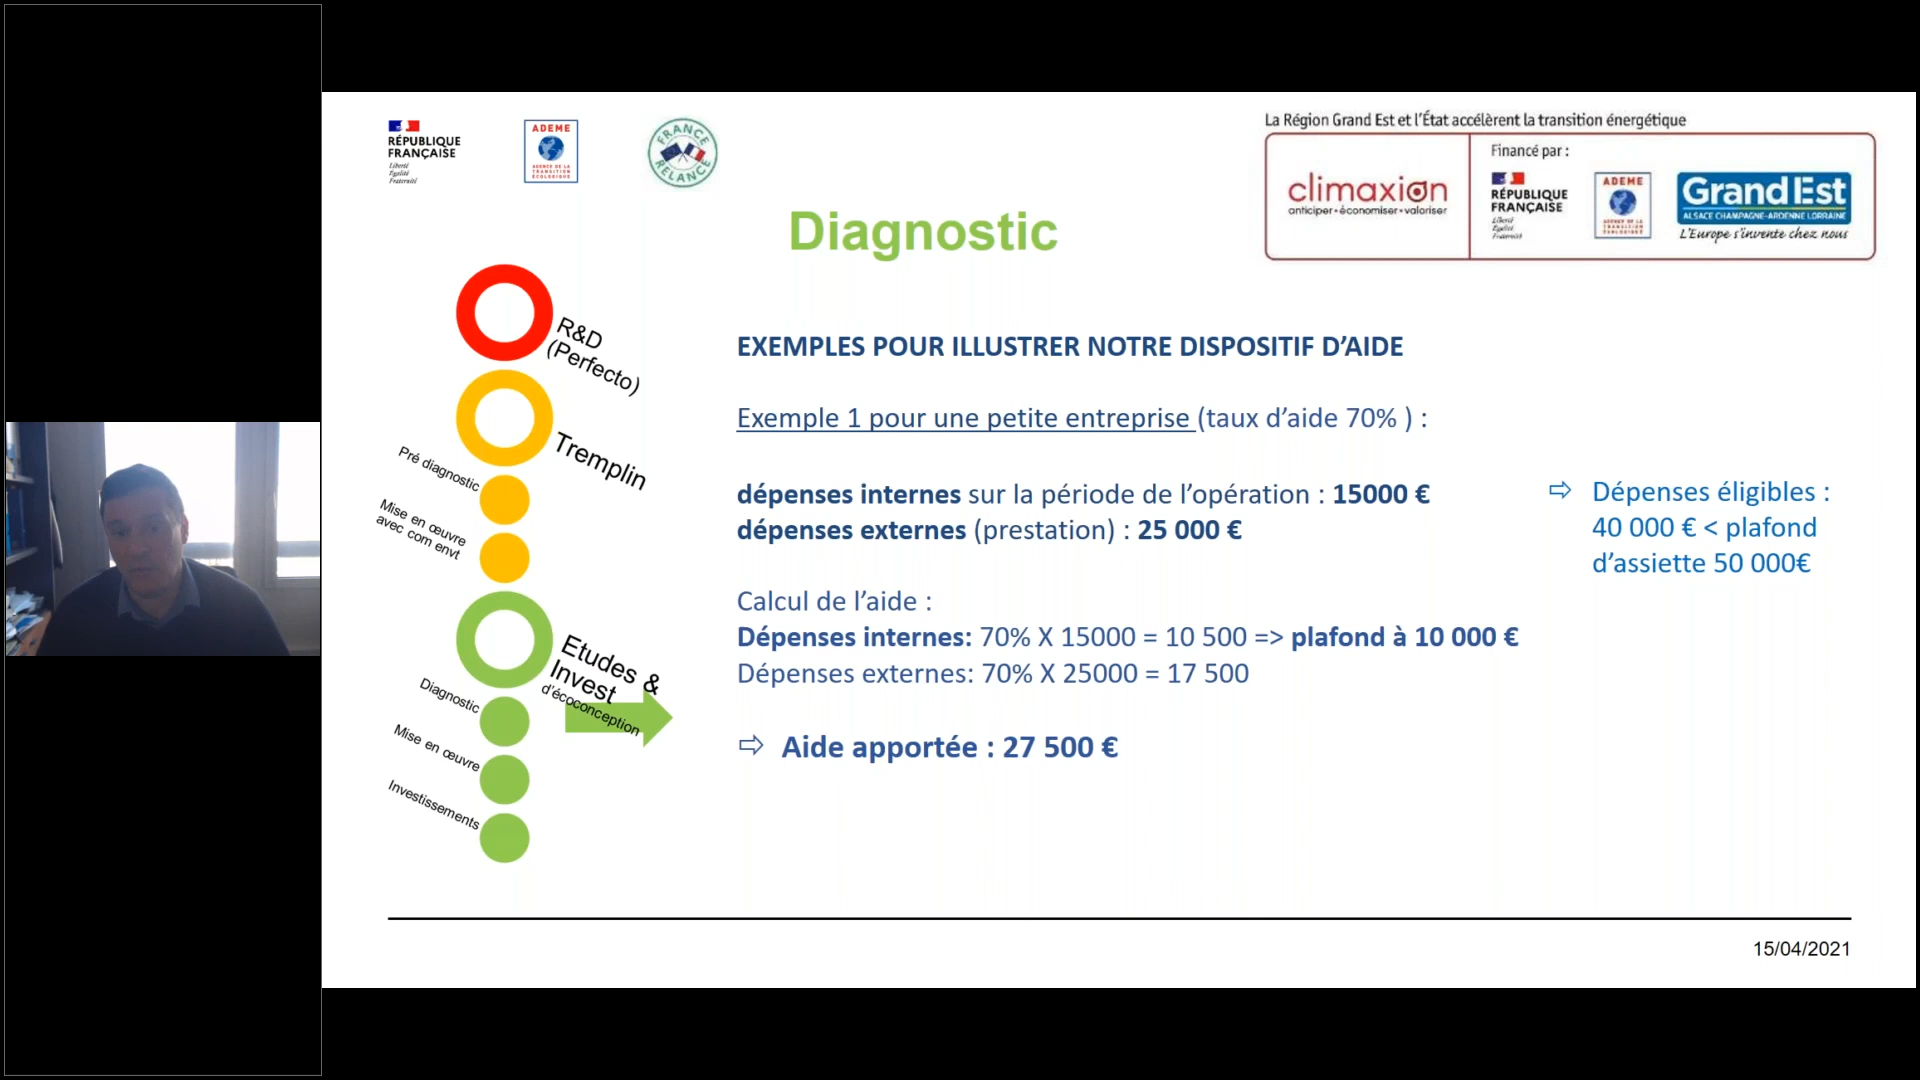 RÉPUBLIQUE
FRANÇAISE
Liberté
Égalité
Fraternité
ADEME
AGENCE DE LA
TRANSITION
ÉCOLOGIQUE
FRANCE
RELANCE
La Région Grand Est et l'État accélèrent la transition énergétique
climaxion
anticiper • économiser • valoriser
Financé par :
RÉPUBLIQUE
FRANÇAISE
Liberté
Égalité
Fraternité
ADEME
AGENCE DE LA
TRANSITION
ÉCOLOGIQUE
Grand Est
ALSACE CHAMPAGNE-ARDENNE LORRAINE
L'Europe s'invente chez nous
Diagnostic
R&D
(Perfecto)
Tremplin
Pré diagnostic
Mise en œuvre
avec com envt
Etudes &
Invest
d'écoconception
Diagnostic
Mise en œuvre
Investissements
EXEMPLES POUR ILLUSTRER NOTRE DISPOSITIF D'AIDE
Exemple 1 pour une petite entreprise (taux d'aide 70% ) :
dépenses internes sur la période de l'opération : 15000 €
dépenses externes (prestation) : 25 000 €
⇨ Dépenses éligibles :
40 000 € < plafond
d'assiette 50 000€
Calcul de l'aide :
Dépenses internes: 70% X 15000 = 10 500 => plafond à 10 000 €
Dépenses externes: 70% X 25000 = 17 500
⇨ Aide apportée : 27 500 €
15/04/2021